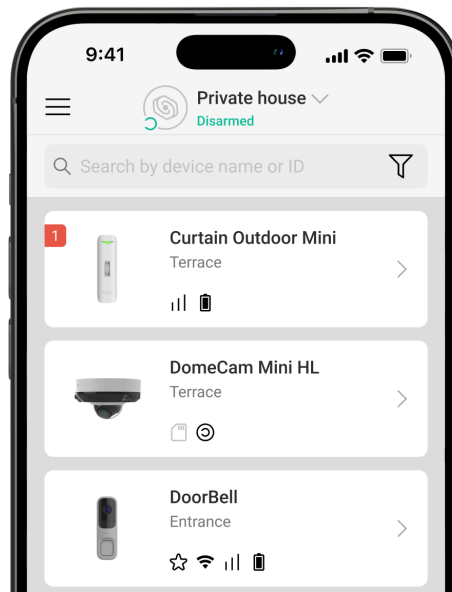 9:41
Private house
Disarmed
Search by device name or ID
1
Curtain Outdoor Mini
Terrace
DomeCam Mini HL
Terrace
DoorBell
Entrance